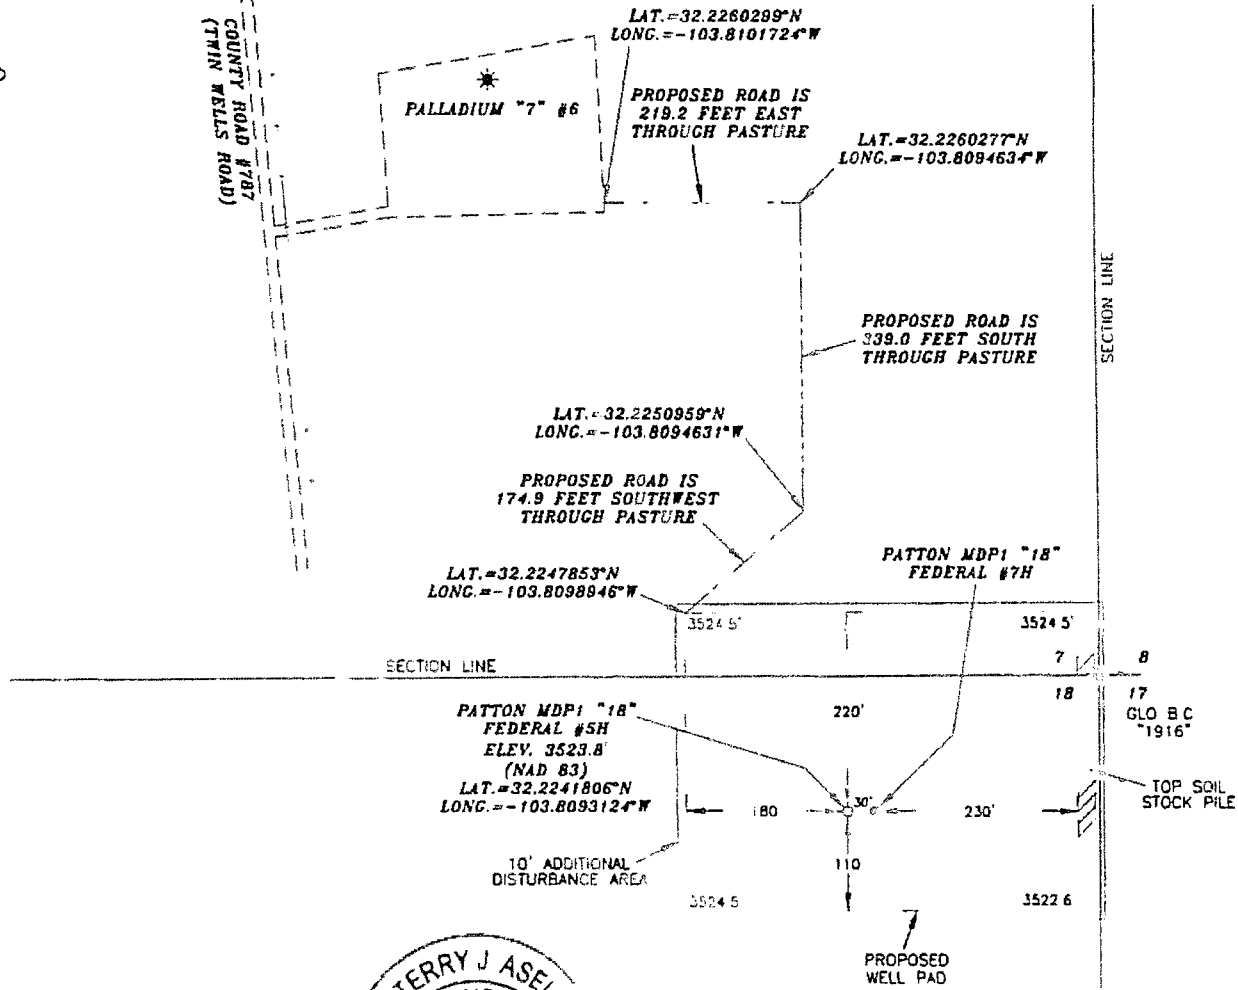 LAT.=32.2260299°N
LONG.=-103.8101724°W
COUNTY ROAD #787
(TWIN WELLS ROAD)
PALLADIUM "7" #6
PROPOSED ROAD IS
219.2 FEET EAST
THROUGH PASTURE
LAT.=32.2260277°N
LONG.=-103.8094634°W
SECTION LINE
PROPOSED ROAD IS
339.0 FEET SOUTH
THROUGH PASTURE
LAT.=32.2250959°N
LONG.=-103.8094631°W
PROPOSED ROAD IS
174.9 FEET SOUTHWEST
THROUGH PASTURE
PATTON MDP1 "18"
FEDERAL #7H
LAT.=32.2247853°N
LONG.=-103.8098946°W
3524.5'
3524.5'
SECTION LINE
7
8
18
17
GLO B C
"1916"
PATTON MDP1 "18"
FEDERAL #5H
ELEV. 3523.8'
(NAD 83)
LAT.=32.2241806°N
LONG.=-103.8093124°W
220'
TOP SOIL
STOCK PILE
180
30'
230'
110
10' ADDITIONAL
DISTURBANCE AREA
3524 5
3522 6
PROPOSED
WELL PAD
TERRY J ASEL